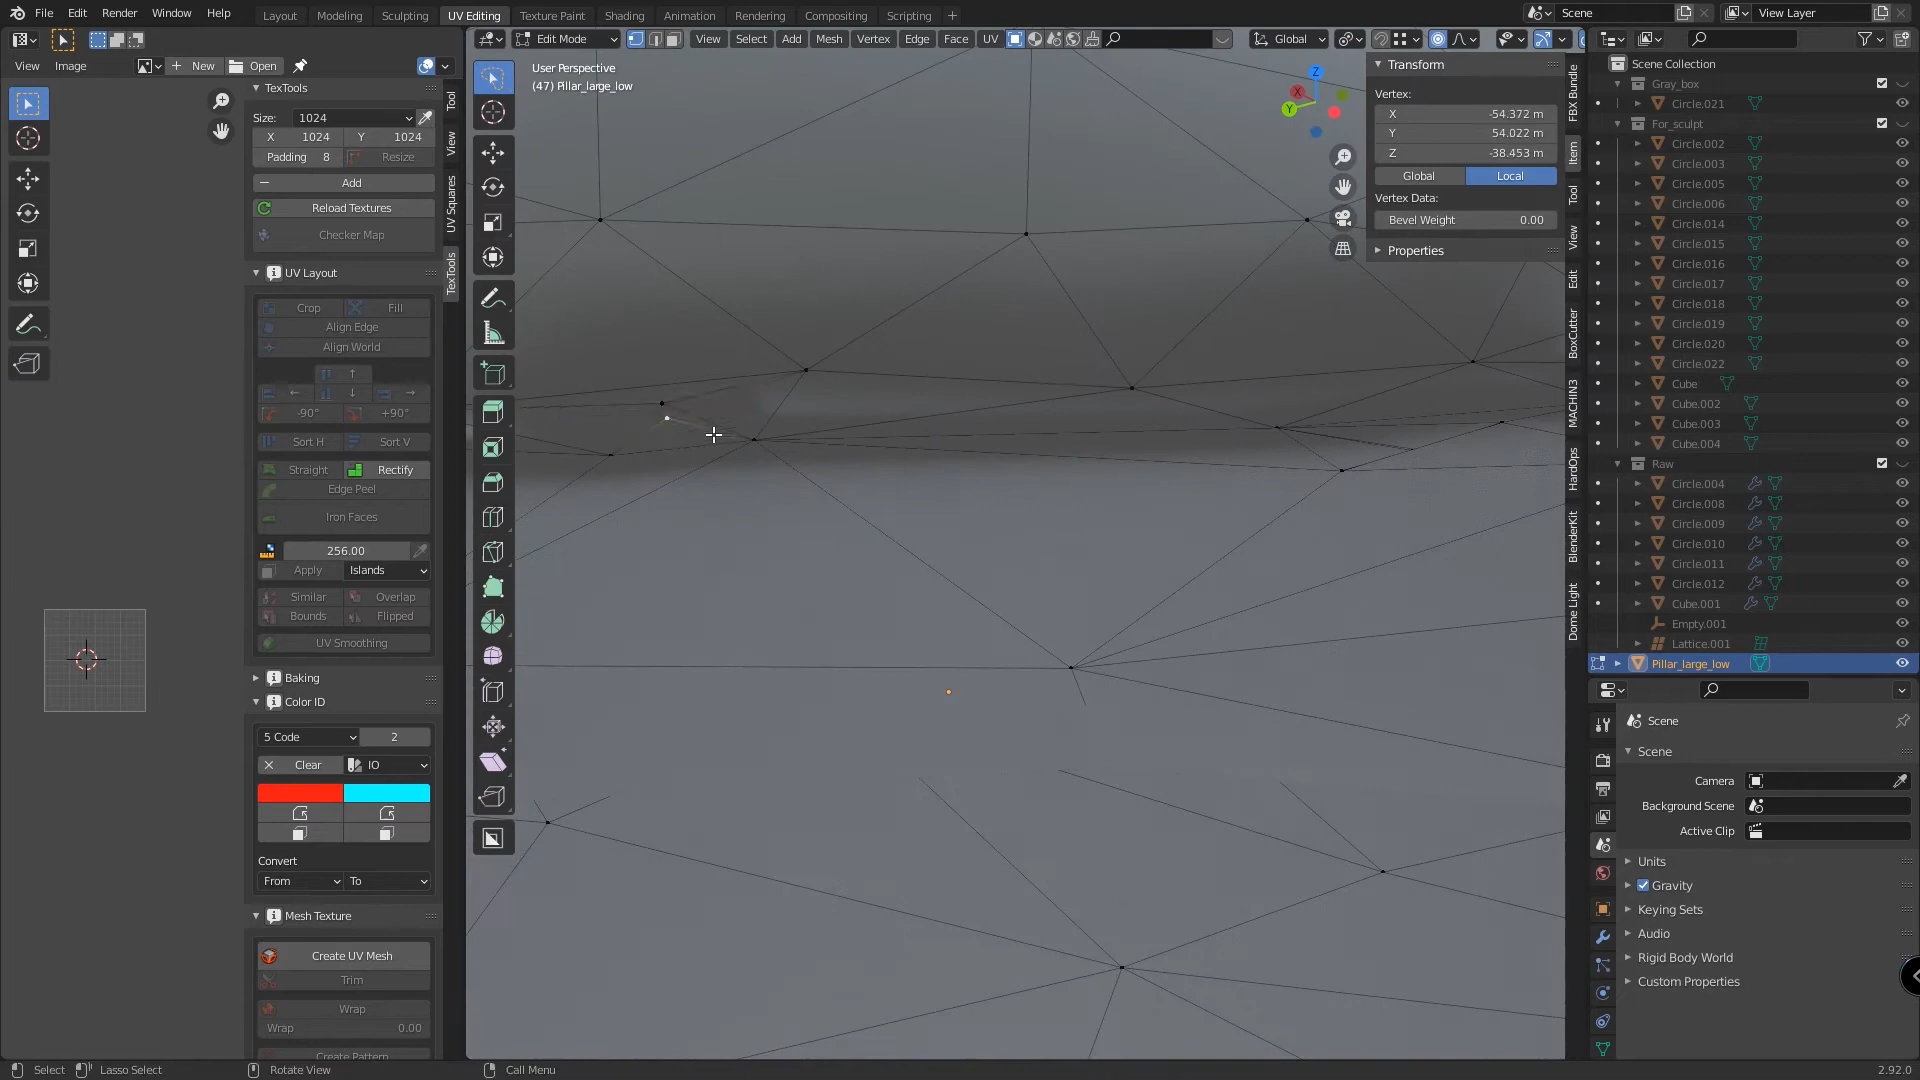 File Edit Render Window Help Layout Modeling Sculpting UV Editing Texture Paint Shading Animation Rendering Compositing Scripting + Scene View Layer
Edit Mode View Select Add Mesh Vertex Edge Face UV Global
View Image New Open
TexTools
Size: 1024
X 1024 Y 1024
Padding 8 Resize
Add
Reload Textures
Checker Map
UV Layout
Crop Fill
Align Edge
Align World
-90° +90°
Sort H Sort V
Straight Rectify
Edge Peel
Iron Faces
256.00
Apply Islands
Similar Overlap
Bounds Flipped
UV Smoothing
Baking
Color ID
5 Code 2
Clear IO
Convert
From To
Mesh Texture
Create UV Mesh
Trim
Wrap
Wrap 0.00
Create Pattern
Tool
View
UV Squares
TexTools
User Perspective
(47) Pillar_large_low
Z
X
Y
Transform
Vertex:
X -54.372 m
Y 54.022 m
Z -38.453 m
Global Local
Vertex Data:
Bevel Weight 0.00
Properties
FBX Bundle
Item
Tool
View
Edit
BoxCutter
MACHIN3
HardOps
BlenderKit
Dome Light
Scene Collection
Gray_box
Circle.021
For_sculpt
Circle.002
Circle.003
Circle.005
Circle.006
Circle.014
Circle.015
Circle.016
Circle.017
Circle.018
Circle.019
Circle.020
Circle.022
Cube
Cube.002
Cube.003
Cube.004
Raw
Circle.004
Circle.008
Circle.009
Circle.010
Circle.011
Circle.012
Cube.001
Empty.001
Lattice.001
Pillar_large_low
Scene
Scene
Camera
Background Scene
Active Clip
Units
Gravity
Keying Sets
Audio
Rigid Body World
Custom Properties
Select Lasso Select Rotate View Call Menu 2.92.0